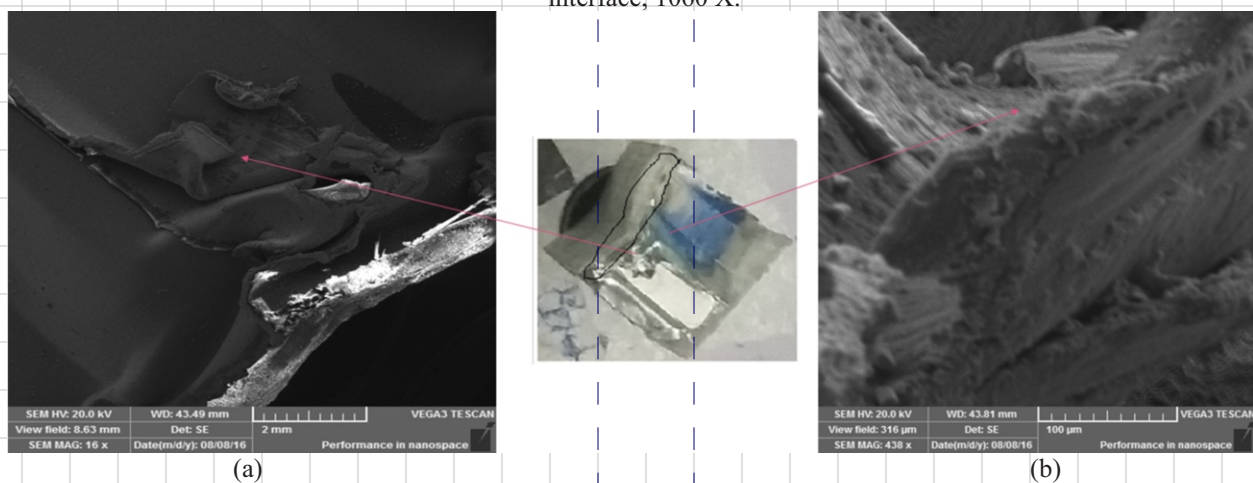 interface, 1060 X.
SEM HV: 20.0 kV WD: 43.49 mm VEGA3 TESCAN
View field: 8.63 mm Det: SE 2 mm
SEM MAG: 16 x Date(m/d/y): 08/08/16 Performance in nanospace
SEM HV: 20.0 kV WD: 43.81 mm VEGA3 TESCAN
View field: 316 µm Det: SE 100 µm
SEM MAG: 438 x Date(m/d/y): 08/08/16 Performance in nanospace
(a) (b)